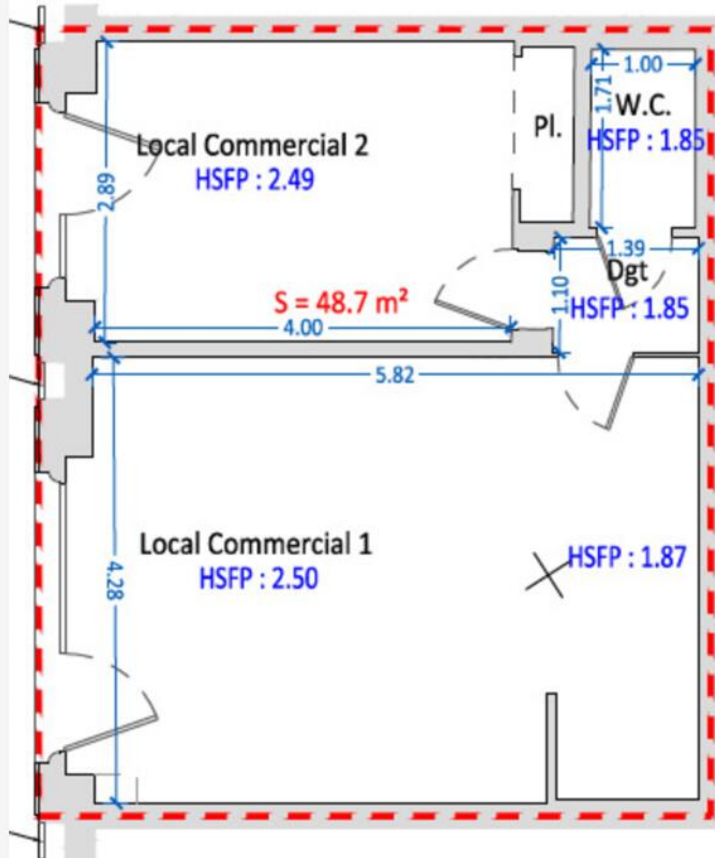 1.00
1.71
W.C.
HSFP : 1.85
Pl.
Local Commercial 2
HSFP : 2.49
2.89
1.39
Dgt
HSFP : 1.85
1.10
S = 48.7 m²
4.00
5.82
Local Commercial 1
HSFP : 2.50
HSFP : 1.87
4.28